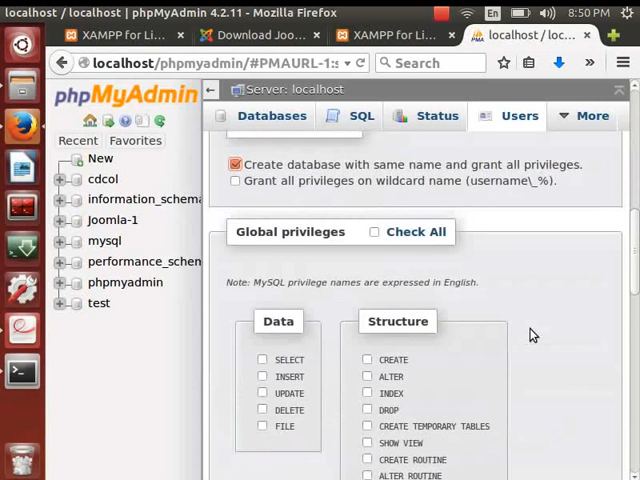 localhost / localhost | phpMyAdmin 4.2.11 - Mozilla Firefox
En
8:50 PM
XAMPP for Li...
Download Joo...
XAMPP for Li...
localhost / loc...
localhost/phpmyadmin/#PMAURL-1:s
Search
phpMyAdmin
Recent
Favorites
New
cdcol
information_schema
Joomla-1
mysql
performance_schem
phpmyadmin
test
Server: localhost
Databases
SQL
Status
Users
More
Create database with same name and grant all privileges.
Grant all privileges on wildcard name (username\_%).
Global privileges
Check All
Note: MySQL privilege names are expressed in English.
Data
SELECT
INSERT
UPDATE
DELETE
FILE
Structure
CREATE
ALTER
INDEX
DROP
CREATE TEMPORARY TABLES
SHOW VIEW
CREATE ROUTINE
ALTER ROUTINE